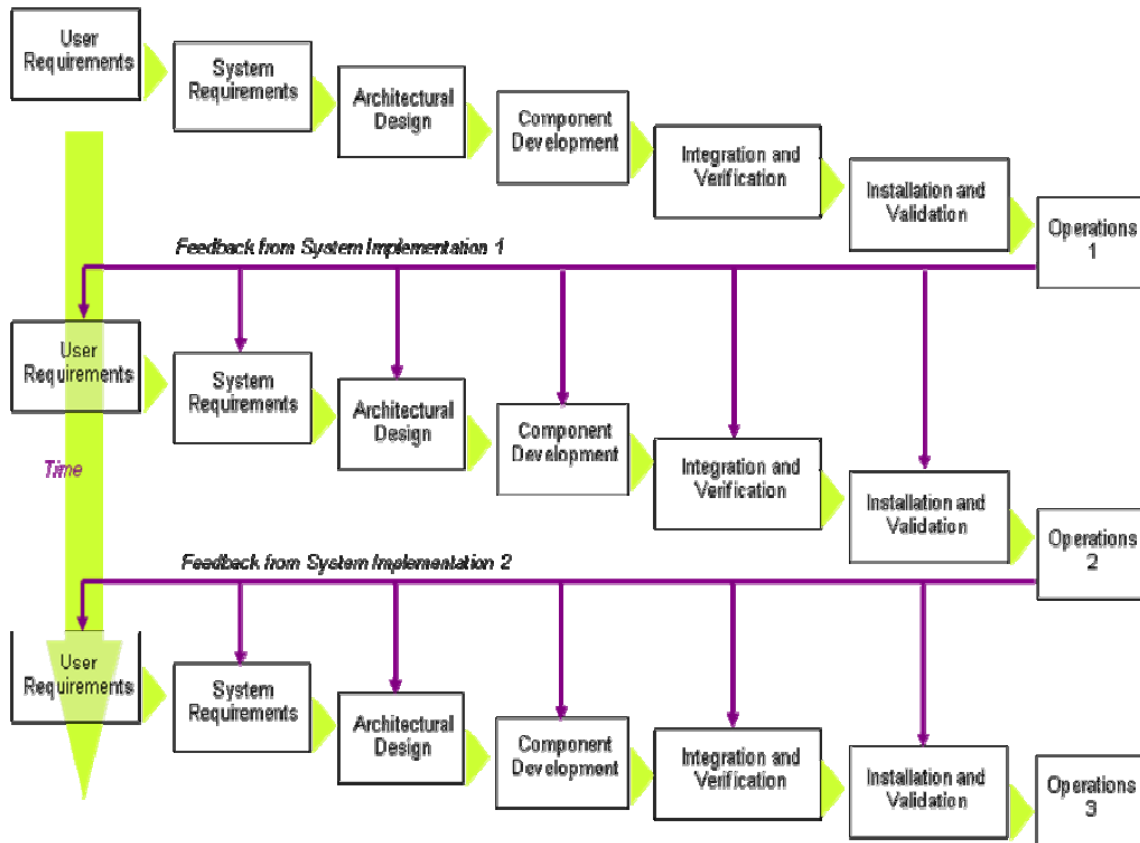 User
Requirements
System
Requirements
Architectural
Design
Component
Development
Integration and
Verification
Installation and
Validation
Operations
1
Feedback from System Implementation 1
User
Requirements
System
Requirements
Architectural
Design
Component
Development
Integration and
Verification
Installation and
Validation
Operations
2
Time
Feedback from System Implementation 2
User
Requirements
System
Requirements
Architectural
Design
Component
Development
Integration and
Verification
Installation and
Validation
Operations
3